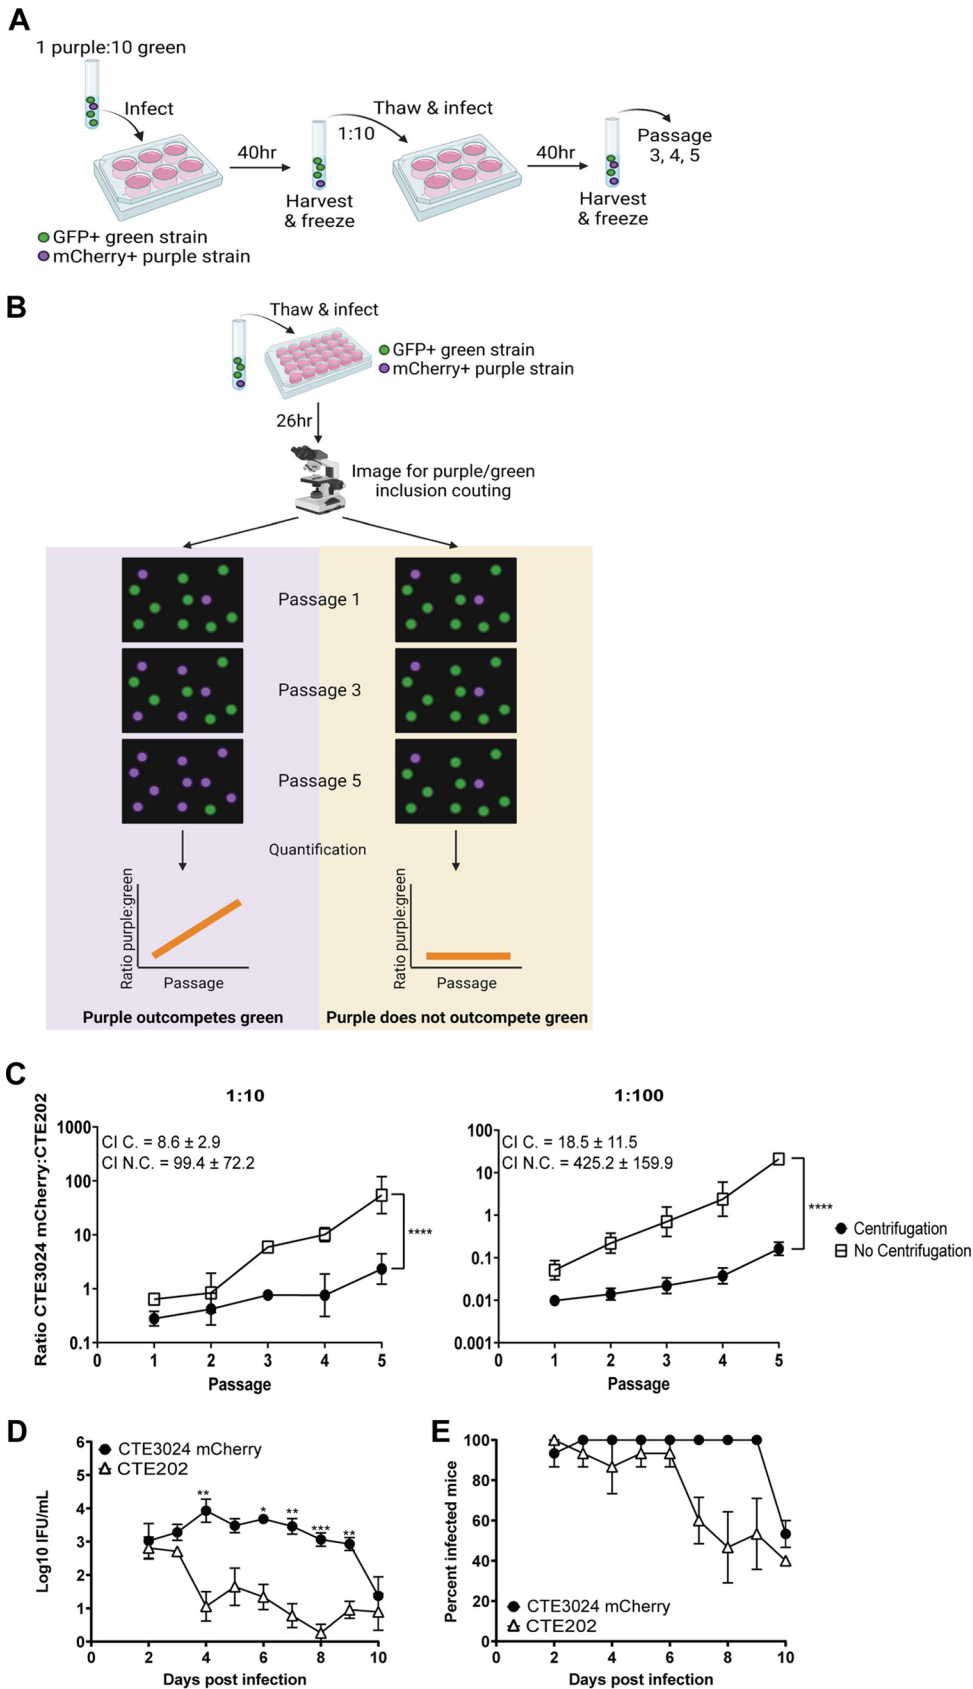 A
1 purple:10 green
Infect
40hr
Harvest
& freeze
1:10
Thaw & infect
40hr
Harvest
& freeze
Passage
3, 4, 5
GFP+ green strain
mCherry+ purple strain
B
Thaw & infect
GFP+ green strain
mCherry+ purple strain
26hr
Image for purple/green
inclusion couting
Passage 1
Passage 3
Passage 5
Quantification
Ratio purple:green
Passage
Ratio purple:green
Passage
Purple outcompetes green
Purple does not outcompete green
C
1:10
Ratio CTE3024 mCherry:CTE202
1000
100
10
1
0.1
CI C. = 8.6 ± 2.9
CI N.C. = 99.4 ± 72.2
****
0 1 2 3 4 5
Passage
1:100
100
10
1
0.1
0.01
0.001
CI C. = 18.5 ± 11.5
CI N.C. = 425.2 ± 159.9
****
0 1 2 3 4 5
Passage
Centrifugation
No Centrifugation
D
Log10 IFU/mL
6
5
4
3
2
1
0
CTE3024 mCherry
CTE202
** * ** *** **
0 2 4 6 8 10
Days post infection
E
Percent infected mice
100
80
60
40
20
0
CTE3024 mCherry
CTE202
0 2 4 6 8 10
Days post infection